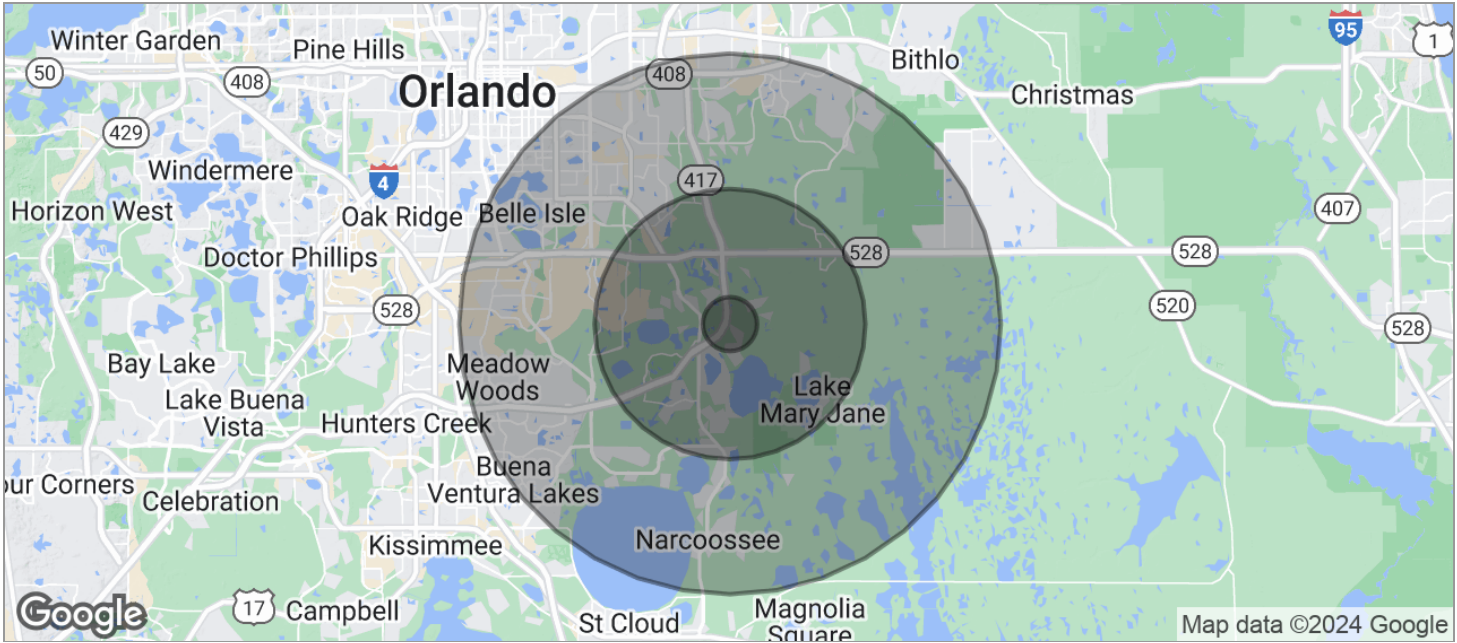 Winter Garden
Pine Hills
95
1
50
408
408
Bithlo
Orlando
Christmas
429
Windermere
417
4
Horizon West
Oak Ridge
Belle Isle
407
Doctor Phillips
528
528
528
520
528
Bay Lake
Meadow
Woods
Lake
Mary Jane
Lake Buena
Vista
Hunters Creek
Buena
Ventura Lakes
our Corners
Celebration
Kissimmee
Narcoossee
17
Campbell
St Cloud
Magnolia
Square
Google
Map data ©2024 Google